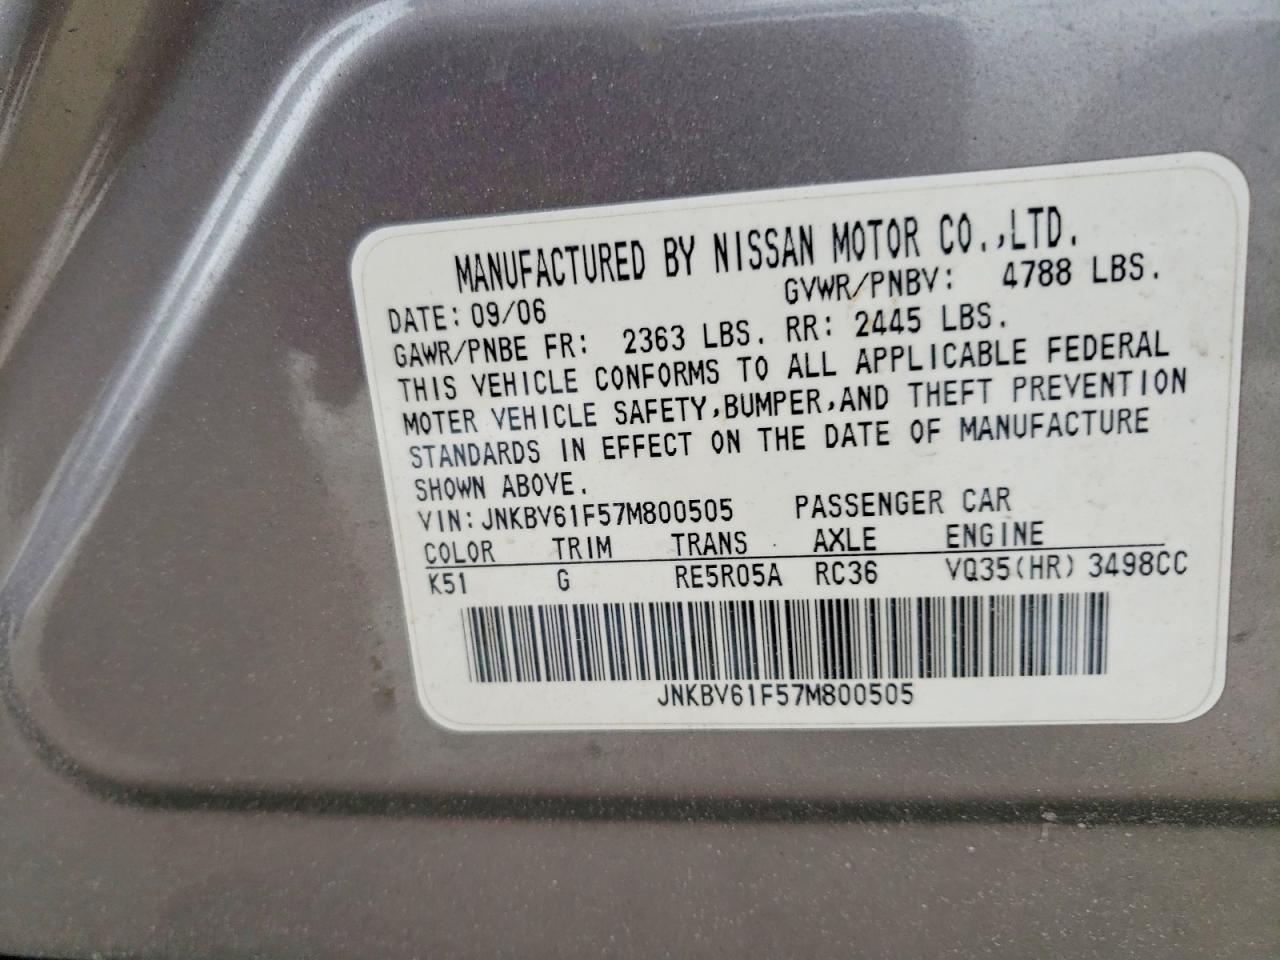 MANUFACTURED BY NISSAN MOTOR CO.,LTD.
DATE: 09/06 GVWR/PNBV: 4788 LBS.
GAWR/PNBE FR: 2363 LBS. RR: 2445 LBS.
THIS VEHICLE CONFORMS TO ALL APPLICABLE FEDERAL
MOTER VEHICLE SAFETY,BUMPER,AND THEFT PREVENTION
STANDARDS IN EFFECT ON THE DATE OF MANUFACTURE
SHOWN ABOVE.
VIN: JNKBV61F57M800505 PASSENGER CAR
COLOR TRIM TRANS AXLE ENGINE
K51 G RE5R05A RC36 VQ35(HR) 3498CC
JNKBV61F57M800505